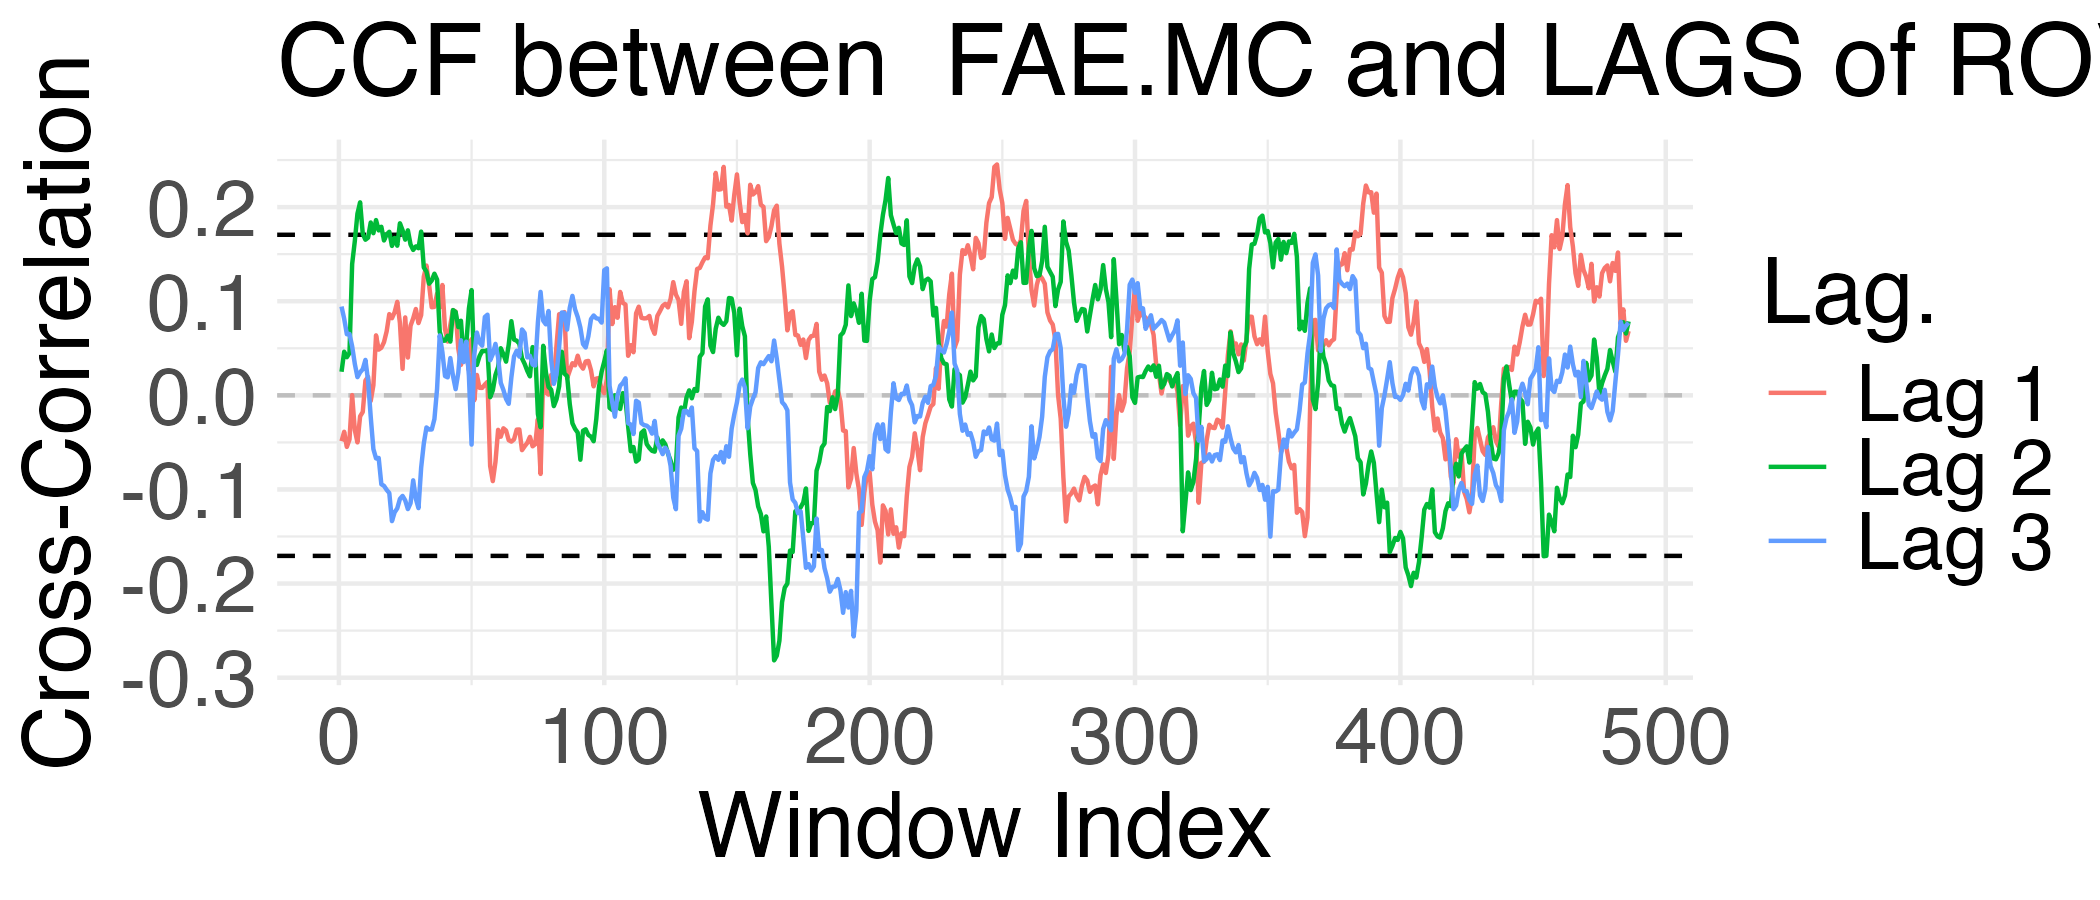 CCF between  FAE.MC and LAGS of ROV
Cross-Correlation
0.2
0.1
0.0
-0.1
-0.2
-0.3
0 100 200 300 400 500
Window Index
Lag.
Lag 1
Lag 2
Lag 3